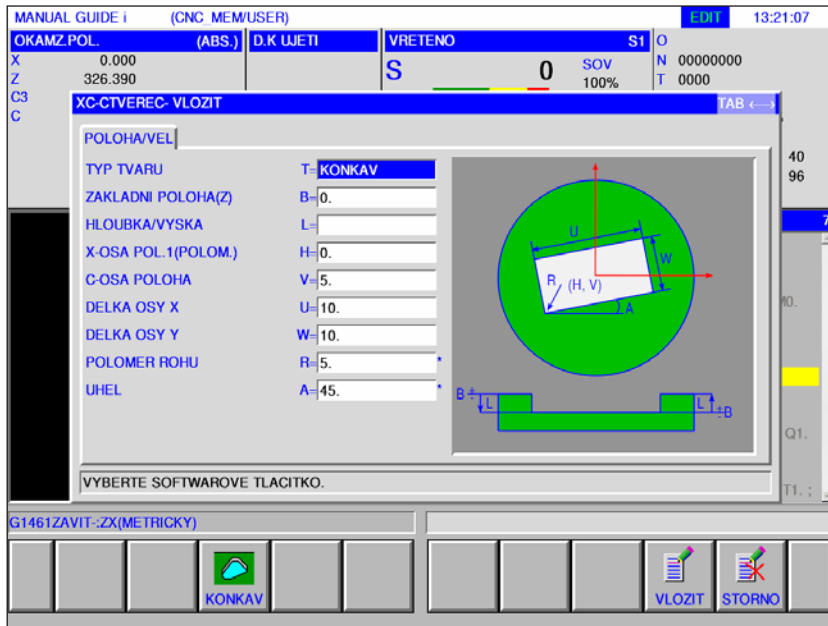 MANUAL GUIDE i (CNC_MEM/USER) EDIT 13:21:07
OKAMZ.POL. (ABS.) D.K UJETI VRETENO S1 O
X 0.000 S 0 SOV N 00000000
Z 326.390 100% T 0000
C3
C
XC-CTVEREC- VLOZIT TAB ←→
POLOHA/VEL
TYP TVARU T= KONKAV
ZAKLADNI POLOHA(Z) B= 0.
HLOUBKA/VYSKA L=
X-OSA POL.1(POLOM.) H= 0.
C-OSA POLOHA V= 5.
DELKA OSY X U= 10.
DELKA OSY Y W= 10.
POLOMER ROHU R= 5. *
UHEL A= 45. *
U
W
R (H, V)
A
B ± L L ±B
40
96
7
M0.
Q1.
T1. ;
VYBERTE SOFTWAROVE TLACITKO.
G1461ZAVIT-:ZX(METRICKY)
KONKAV VLOZIT STORNO